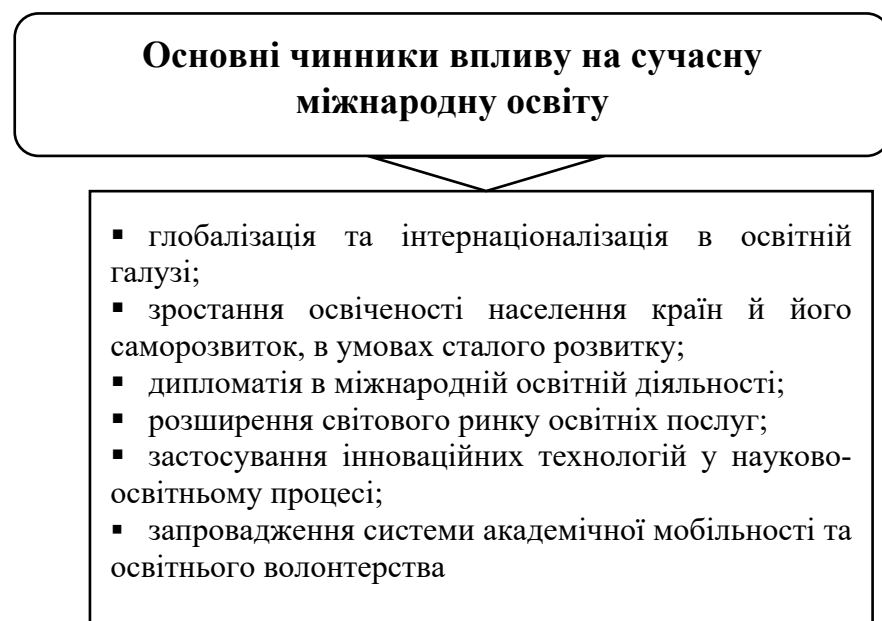 Основні чинники впливу на сучасну
міжнародну освіту
▪ глобалізація та інтернаціоналізація в освітній
галузі;
▪ зростання освіченості населення країн й його
саморозвиток, в умовах сталого розвитку;
▪ дипломатія в міжнародній освітній діяльності;
▪ розширення світового ринку освітніх послуг;
▪ застосування інноваційних технологій у науково-
освітньому процесі;
▪ запровадження системи академічної мобільності та
освітнього волонтерства